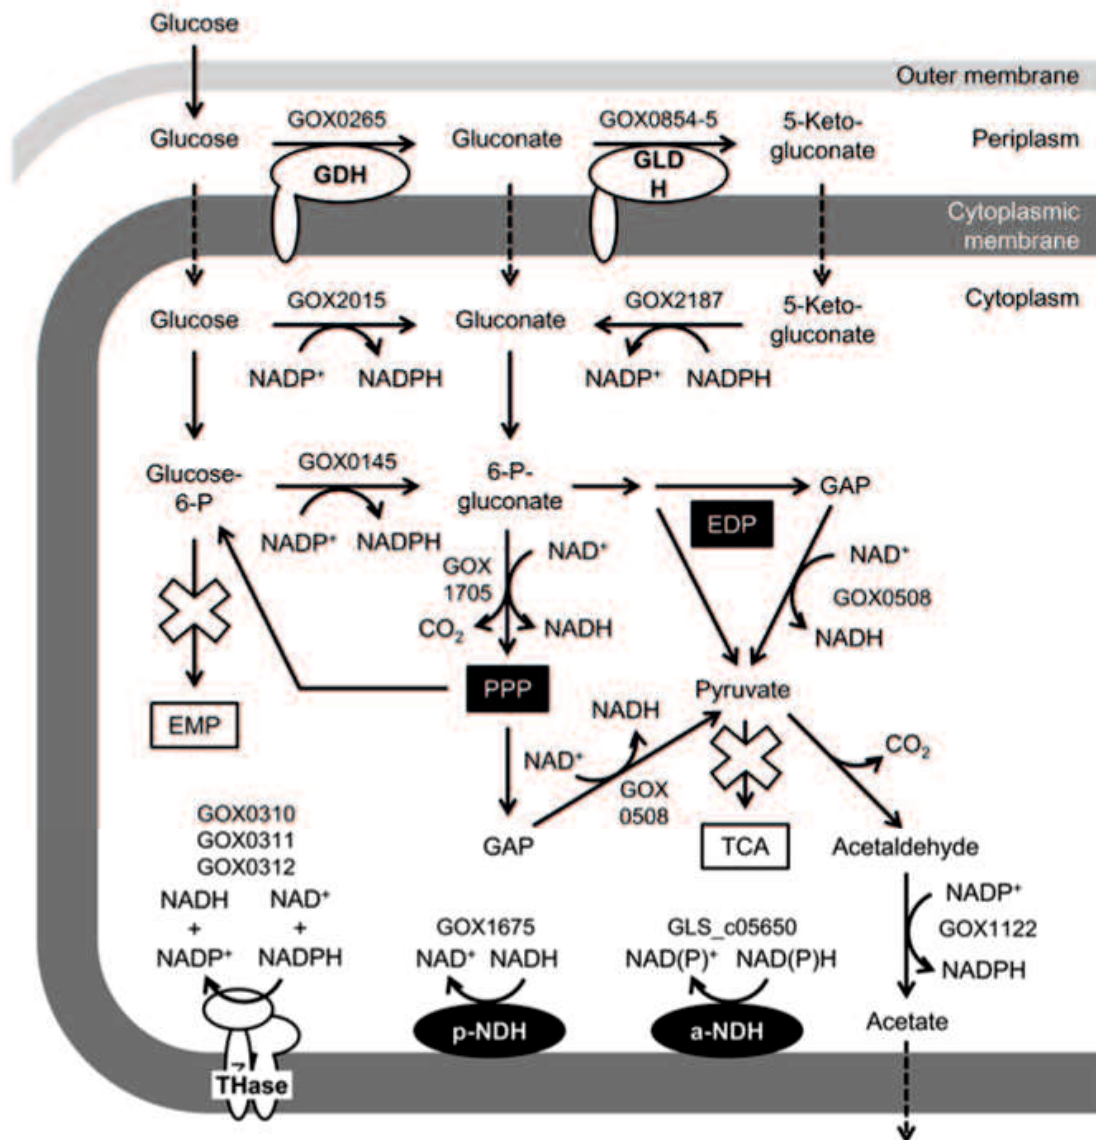 Glucose
Outer membrane
Glucose
GOX0265
GDH
Gluconate
GOX0854-5
GLD
H
5-Keto-
gluconate
Periplasm
Cytoplasmic
membrane
Cytoplasm
Glucose
GOX2015
NADP⁺ NADPH
Gluconate
GOX2187
NADP⁺ NADPH
5-Keto-
gluconate
Glucose-
6-P
GOX0145
NADP⁺ NADPH
6-P-
gluconate
EDP
GAP
NAD⁺
GOX0508
NADH
GOX
1705
NAD⁺
CO₂
NADH
EMP
PPP
Pyruvate
NADH
NAD⁺
GOX
0508
GAP
CO₂
TCA
Acetaldehyde
NADP⁺
GOX1122
NADPH
Acetate
GOX0310
GOX0311
GOX0312
NADH NAD⁺
+ +
NADP⁺ NADPH
THase
GOX1675
NAD⁺ NADH
p-NDH
GLS_c05650
NAD(P)⁺ NAD(P)H
a-NDH